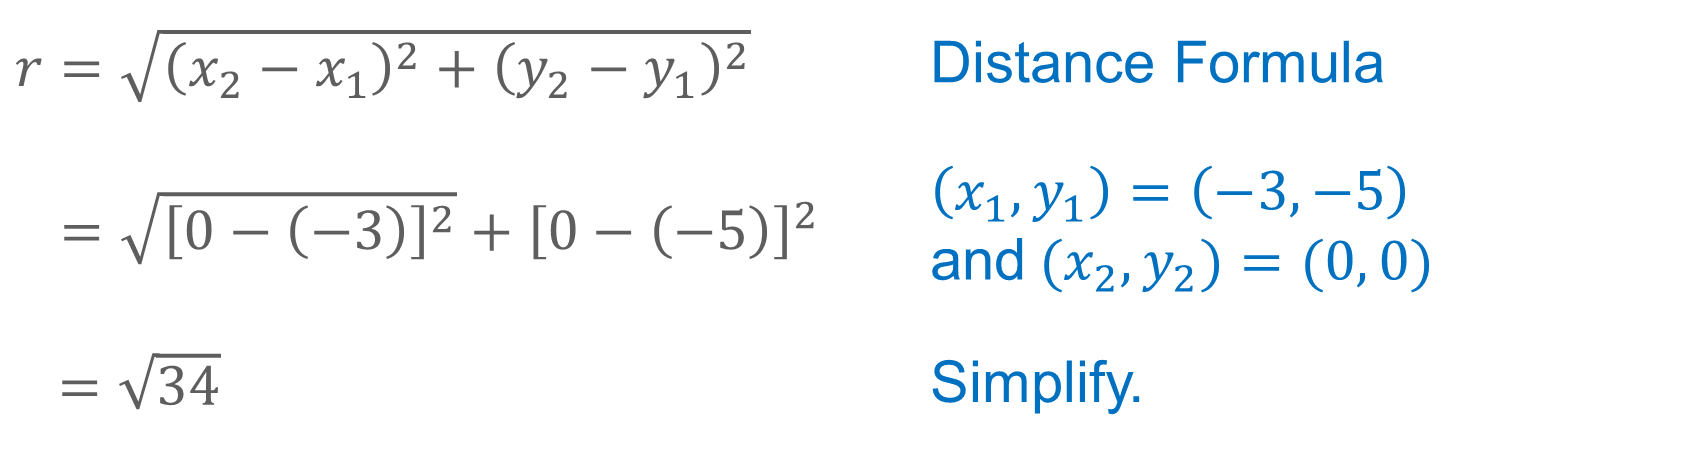 r = √(x₂ − x₁)² + (y₂ − y₁)² Distance Formula
= √[0 − (−3)]² + [0 − (−5)]² (x₁, y₁) = (−3, −5)
and (x₂, y₂) = (0, 0)
= √34 Simplify.